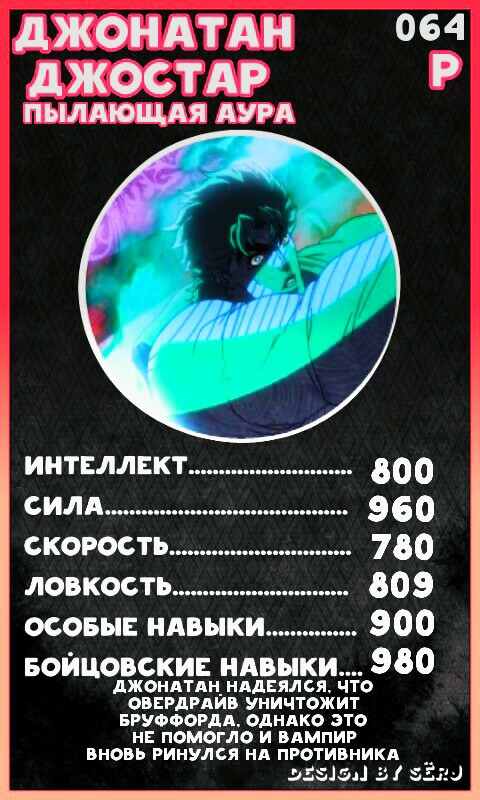 ДЖОНАТАН
064
ДЖОСТАР
Р
ПЫЛАЮЩАЯ АУРА
ИНТЕЛЛЕКТ........................... 800
СИЛА........................................ 960
СКОРОСТЬ.............................. 780
ЛОВКОСТЬ............................. 809
ОСОБЫЕ НАВЫКИ............... 900
БОЙЦОВСКИЕ НАВЫКИ.... 980
ДЖОНАТАН НАДЕЯЛСЯ, ЧТО
ОВЕРДРАЙВ УНИЧТОЖИТ
БРУФФОРДА, ОДНАКО ЭТО
НЕ ПОМОГЛО И ВАМПИР
ВНОВЬ РИНУЛСЯ НА ПРОТИВНИКА
DESIGN BY SЁRJ